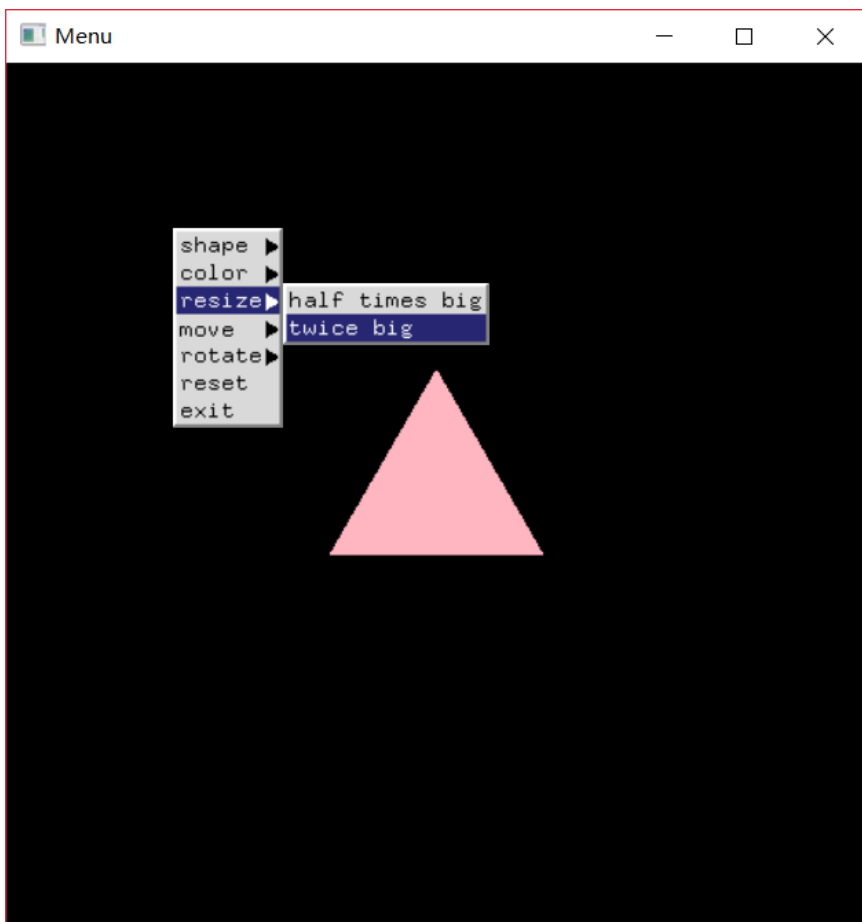 Menu
shape
color
resize
half times big
move
twice big
rotate
reset
exit